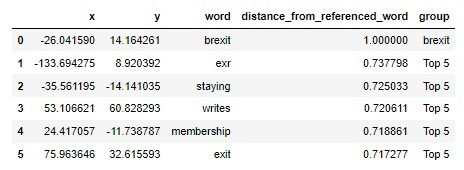 x y word distance_from_referenced_word group
0 -26.041590 14.164261 brexit 1.000000 brexit
1 -133.694275 8.920392 exr 0.737798 Top 5
2 -35.561195 -14.141035 staying 0.725033 Top 5
3 53.106621 60.828293 writes 0.720611 Top 5
4 24.417057 -11.738787 membership 0.718861 Top 5
5 75.963646 32.615593 exit 0.717277 Top 5